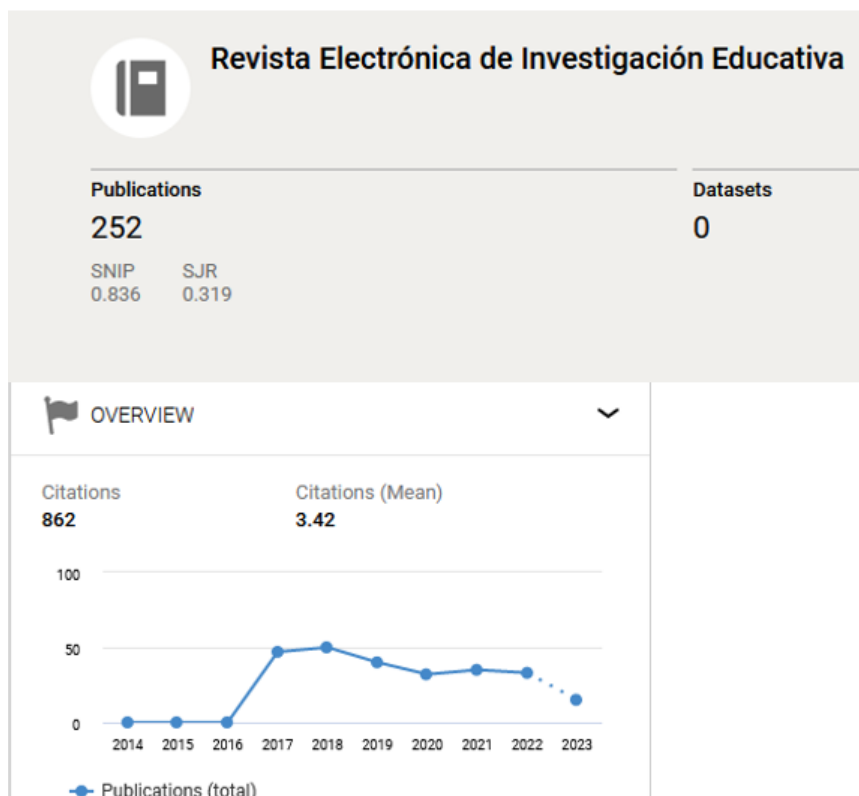 Revista Electrónica de Investigación Educativa
Publications
252
SNIP SJR
0.836 0.319
Datasets
0
OVERVIEW
Citations
862
Citations (Mean)
3.42
100
50
0
2014 2015 2016 2017 2018 2019 2020 2021 2022 2023
Publications (total)